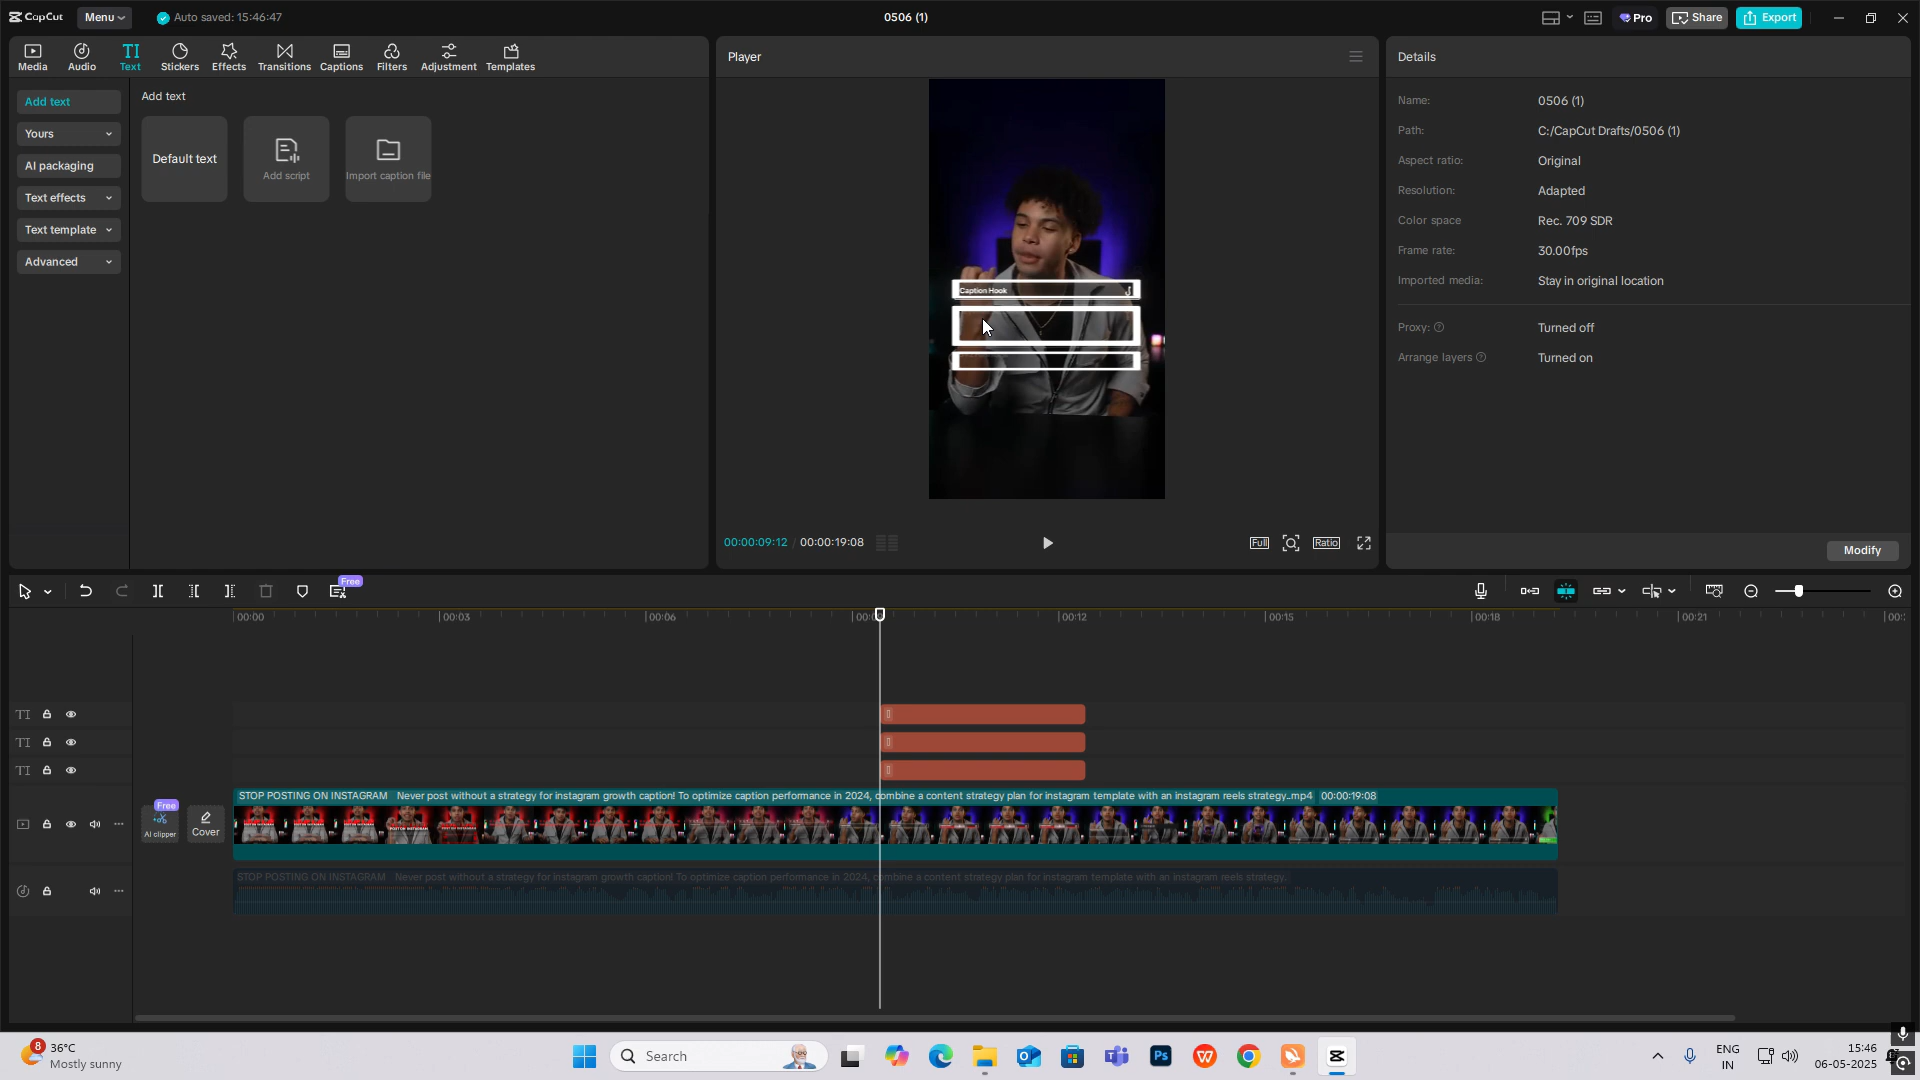 CapCut
Menu
Auto saved: 15:46:47
0506 (1)
Pro
Share
Export
Media
Audio
TI
Text
Stickers
Effects
Transitions
Captions
Filters
Adjustment
Templates
Add text
Yours
AI packaging
Text effects
Text template
Advanced
Add text
Default text
Add script
Import caption file
Player
Caption Hook
00:00:09:12 / 00:00:19:08
Full
Ratio
Details
Name: 0506 (1)
Path: C:/CapCut Drafts/0506 (1)
Aspect ratio: Original
Resolution: Adapted
Color space Rec. 709 SDR
Frame rate: 30.00fps
Imported media: Stay in original location
Proxy: Turned off
Arrange layers Turned on
Modify
Free
00:00
00:03
00:06
00:12
00:15
00:18
00:21
TI
TI
TI
STOP POSTING ON INSTAGRAM Never post without a strategy for instagram growth caption! To optimize caption performance in 2024, combine a content strategy plan for instagram template with an instagram reels strategy_.mp4 00:00:19:08
Free
AI clipper
Cover
STOP POSTING ON INSTAGRAM Never post without a strategy for instagram growth caption! To optimize caption performance in 2024, combine a content strategy plan for instagram template with an instagram reels strategy_.
8
36°C
Mostly sunny
Search
Ps
W
ENG
IN
15:46
06-05-2025